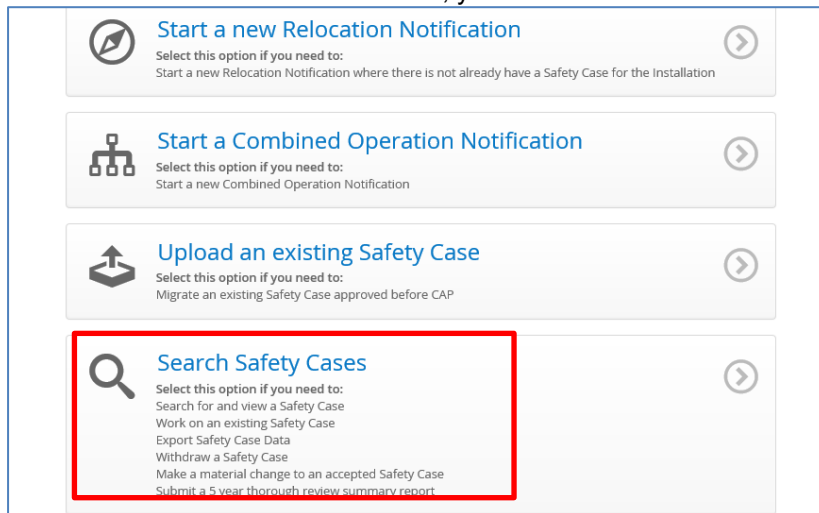 Start a new Relocation Notification
Select this option if you need to:
Start a new Relocation Notification where there is not already have a Safety Case for the Installation
Start a Combined Operation Notification
Select this option if you need to:
Start a new Combined Operation Notification
Upload an existing Safety Case
Select this option if you need to:
Migrate an existing Safety Case approved before CAP
Search Safety Cases
Select this option if you need to:
Search for and view a Safety Case
Work on an existing Safety Case
Export Safety Case Data
Withdraw a Safety Case
Make a material change to an accepted Safety Case
Submit a 5 year thorough review summary report